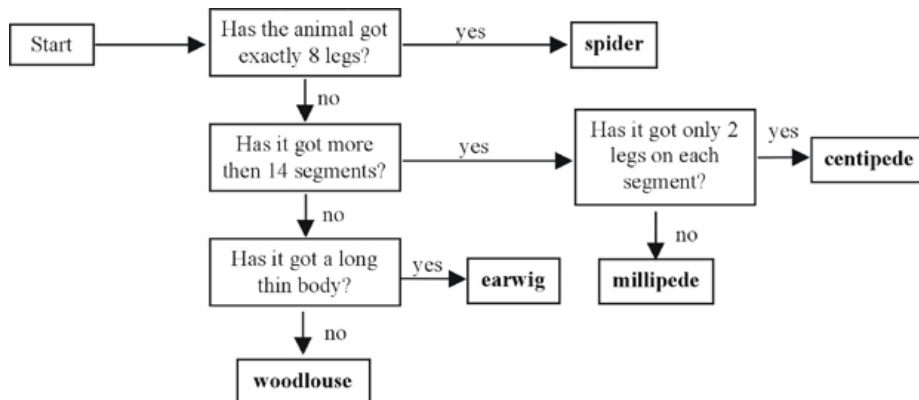 Start
Has the animal got
exactly 8 legs?
yes
spider
no
Has it got more
then 14 segments?
yes
Has it got only 2
legs on each
segment?
yes
centipede
no
no
millipede
Has it got a long
thin body?
yes
earwig
no
woodlouse